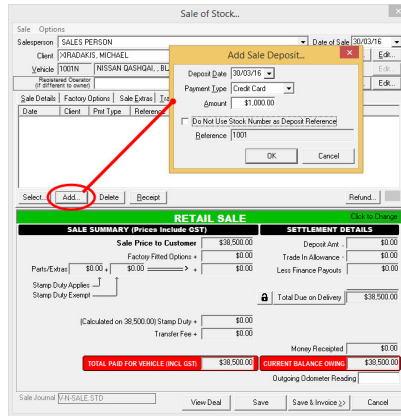 Sale of Stock...
Sale Options
Salesperson SALES PERSON Date of Sale 30/03/16
Client XIRADAKIS, MICHAEL Edit...
Vehicle 1001N NISSAN QASHQAI, , BL Edit...
Registered Operator (if different to owner) Edit...
Add Sale Deposit...
Deposit Date 30/03/16
Payment Type Credit Card
Amount $1,000.00
Do Not Use Stock Number as Deposit Reference
Reference 1001
OK Cancel
Sale Details Factory Options Sale Extras
Date Client Pmt Type Reference
Select... Add... Delete Receipt Refund...
RETAIL SALE Click to Change
SALE SUMMARY (Prices Include GST) SETTLEMENT DETAILS
Sale Price to Customer $38,500.00 Deposit Amt - $0.00
Factory Fitted Options + $0.00 Trade In Allowance - $0.00
Parts/Extras $0.00 + $0.00 > + $0.00 Less Finance Payouts $0.00
Stamp Duty Applies
Stamp Duty Exempt Total Due on Delivery $38,500.00
(Calculated on 38,500.00) Stamp Duty + $0.00
Transfer Fee + $0.00
Money Receipted $0.00
TOTAL PAID FOR VEHICLE (INCL GST) $38,500.00 CURRENT BALANCE OWING $38,500.00
Outgoing Odometer Reading
Sale Journal V-N-SALE.STD View Deal Save Save & Invoice >> Cancel